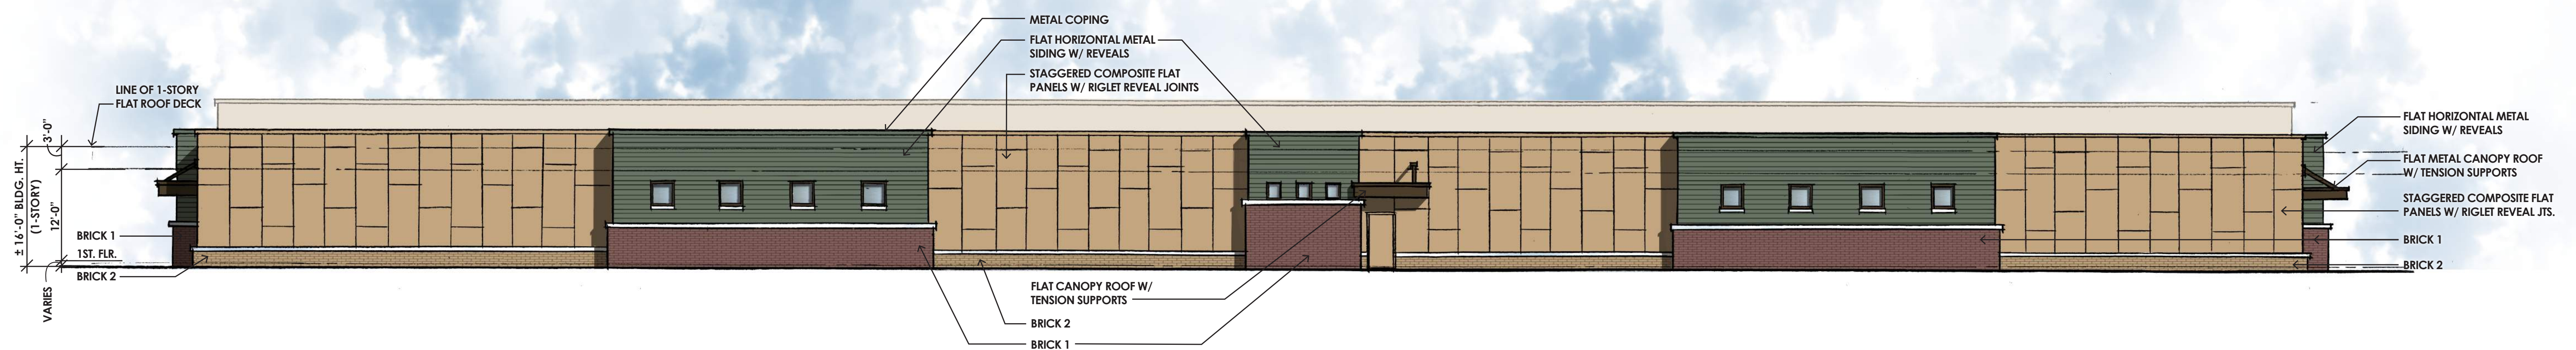 METAL COPING
FLAT HORIZONTAL METAL
SIDING W/ REVEALS
STAGGERED COMPOSITE FLAT
PANELS W/ RIGLET REVEAL JOINTS
LINE OF 1-STORY
FLAT ROOF DECK
3'-0"
± 16'-0" BLDG. HT.
(1-STORY)
12'-0"
BRICK 1
1ST. FLR.
BRICK 2
VARIES
FLAT CANOPY ROOF W/
TENSION SUPPORTS
BRICK 2
BRICK 1
FLAT HORIZONTAL METAL
SIDING W/ REVEALS
FLAT METAL CANOPY ROOF
W/ TENSION SUPPORTS
STAGGERED COMPOSITE FLAT
PANELS W/ RIGLET REVEAL JTS.
BRICK 1
BRICK 2